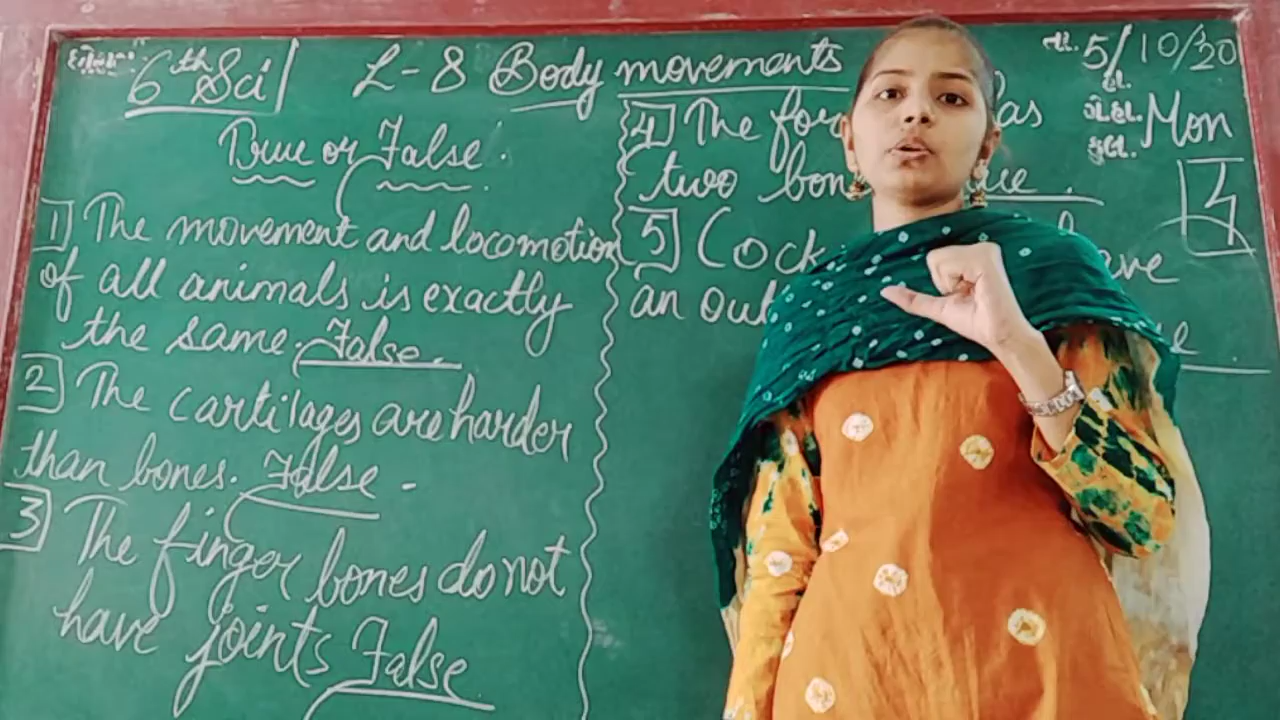 6th Sci
L-8 Body movements
તા. 5/10/20
Mon
4
True or False.
1] The movement and locomotion
of all animals is exactly
the same. False.
2] The cartilages are harder
than bones. False.
3] The finger bones do not
have joints False
4] The as
two
5] Cock
an out